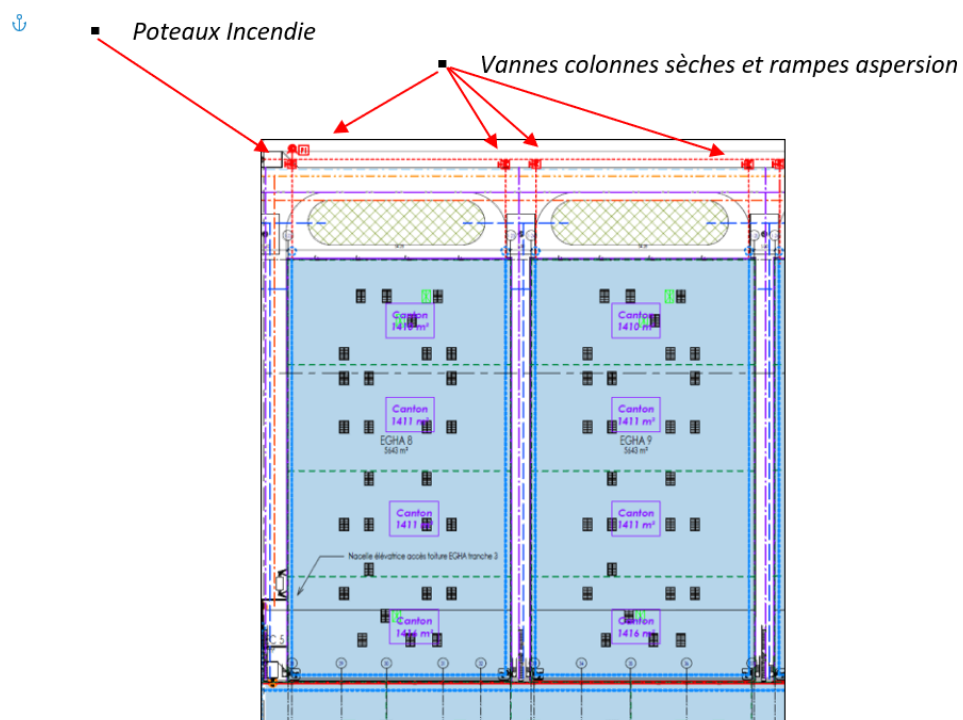 Poteaux Incendie
Vannes colonnes sèches et rampes aspersion
Canton
1410 m²
Canton
1410 m²
Canton
1411 m²
Canton
1411 m²
EGHA 8
5643 m²
EGHA 9
5643 m²
Canton
1411 m²
Canton
1411 m²
Nacelle élévatrice accès toiture EGHA tranche 3
Canton
1416 m²
Canton
1416 m²